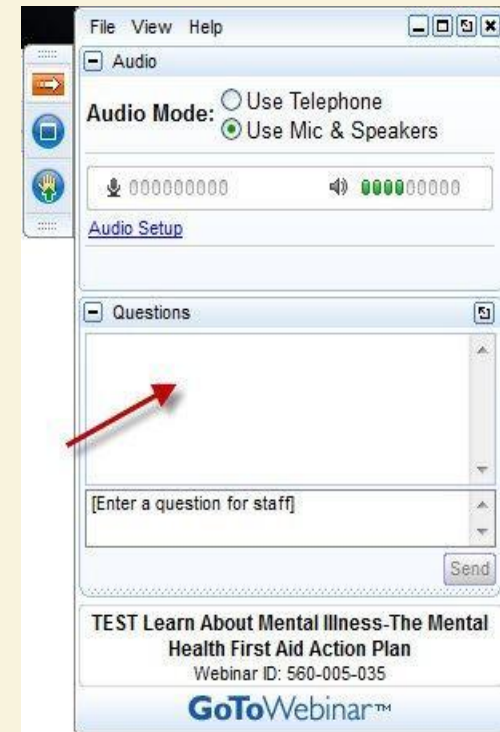 File View Help
Audio
Audio Mode: Use Telephone
Use Mic & Speakers
000000000 000000000
Audio Setup
Questions
[Enter a question for staff]
Send
TEST Learn About Mental Illness-The Mental
Health First Aid Action Plan
Webinar ID: 560-005-035
GoToWebinar™